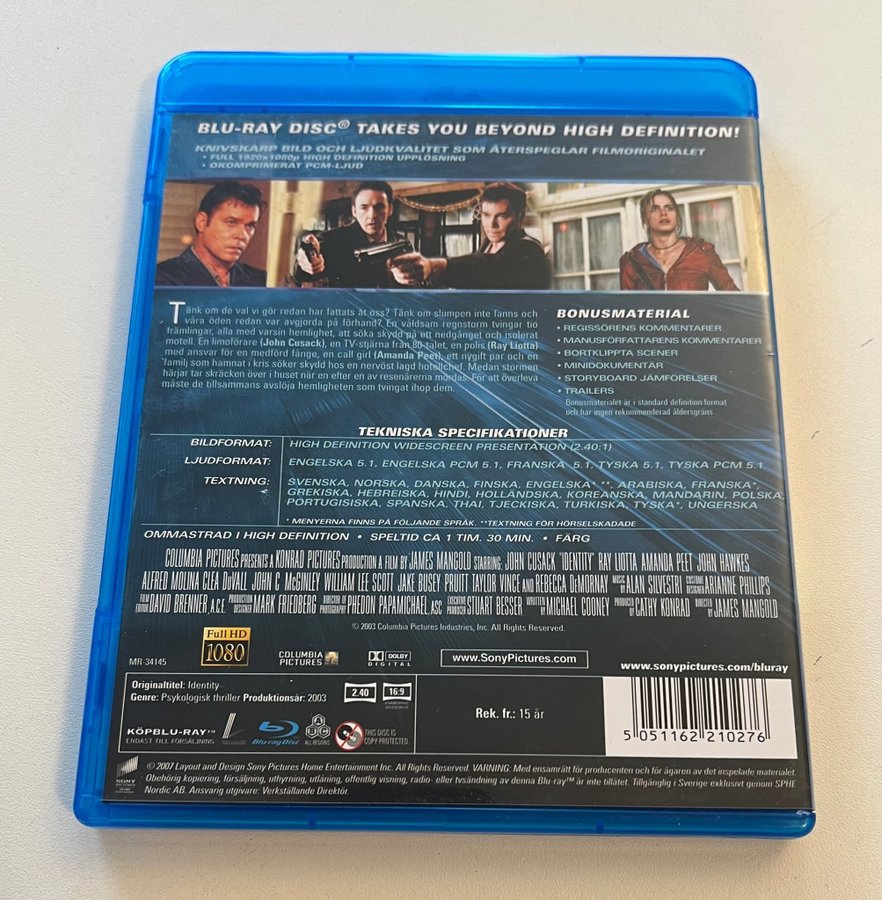 BLU-RAY DISC® TAKES YOU BEYOND HIGH DEFINITION!
KNIVSKARP BILD OCH LJUDKVALITET SOM ÅTERSPEGLAR FILMORIGINALET
• FULL 1920x1080p HIGH DEFINITION UPPLÖSNING
• OKOMPRIMERAT PCM-LJUD
Tänk om de val vi gör redan har fattats åt oss? Tänk om slumpen inte fanns och
våra öden redan var avgjorda på förhand? En våldsam regnstorm tvingar tio
främlingar, alla med varsin hemlighet, att söka skydd på ett nedgånget och isolerat
motell. En limoförare (John Cusack), en TV-stjärna från 80-talet, en polis (Ray Liotta)
med ansvar för en medförd fånge, en call girl (Amanda Peet), ett nygift par och en
familj som hamnat i kris söker skydd hos en nervöst lagd hotellchef. Medan stormen
härjar tar skräcken över i huset när en efter en av resenärerna mördas. För att överleva
måste de tillsammans avslöja hemligheten som tvingat ihop dem.
BONUSMATERIAL
• REGISSÖRENS KOMMENTARER
• MANUSFÖRFATTARENS KOMMENTARER
• BORTKLIPPTA SCENER
• MINIDOKUMENTÄR
• STORYBOARD JÄMFÖRELSER
• TRAILERS
Bonusmaterialet är i standard definition-format
och har ingen rekommenderad åldersgräns
TEKNISKA SPECIFIKATIONER
BILDFORMAT: HIGH DEFINITION WIDESCREEN PRESENTATION (2.40:1)
LJUDFORMAT: ENGELSKA 5.1, ENGELSKA PCM 5.1, FRANSKA 5.1, TYSKA 5.1, TYSKA PCM 5.1
TEXTNING: SVENSKA, NORSKA, DANSKA, FINSKA, ENGELSKA* **, ARABISKA, FRANSKA*,
GREKISKA, HEBREISKA, HINDI, HOLLÄNDSKA, KOREANSKA, MANDARIN, POLSKA,
PORTUGISISKA, SPANSKA, THAI, TJECKISKA, TURKISKA, TYSKA*, UNGERSKA
* MENYERNA FINNS PÅ FÖLJANDE SPRÅK. **TEXTNING FÖR HÖRSELSKADADE
OMMASTRAD I HIGH DEFINITION • SPELTID CA 1 TIM. 30 MIN. • FÄRG
COLUMBIA PICTURES PRESENTS A KONRAD PICTURES PRODUCTION A FILM BY JAMES MANGOLD STARRING JOHN CUSACK "IDENTITY" RAY LIOTTA AMANDA PEET JOHN HAWKES
ALFRED MOLINA CLEA DuVALL JOHN C McGINLEY WILLIAM LEE SCOTT JAKE BUSEY PRUITT TAYLOR VINCE AND REBECCA DeMORNAY MUSIC BY ALAN SILVESTRI COSTUME DESIGNER ARIANNE PHILLIPS
FILM EDITOR DAVID BRENNER, A.C.E. PRODUCTION DESIGNER MARK FRIEDBERG DIRECTOR OF PHOTOGRAPHY PHEDON PAPAMICHAEL, ASC EXECUTIVE PRODUCER STUART BESSER WRITTEN BY MICHAEL COONEY PRODUCED BY CATHY KONRAD DIRECTED BY JAMES MANGOLD
© 2003 Columbia Pictures Industries, Inc. All Rights Reserved.
Full HD
1080
MR-34145
COLUMBIA
PICTURES
DOLBY
DIGITAL
www.SonyPictures.com
www.sonypictures.com/bluray
Originaltitel: Identity
Genre: Psykologisk thriller Produktionsår: 2003
2.40
16:9
Rek. fr.: 15 år
KÖPBLU-RAY™
ENDAST TILL FÖRSÄLJNING
Blu-ray Disc
ABC
ALL REGIONS
THIS DISC IS
COPY PROTECTED
5 051162 210276
SONY
PICTURES
© 2007 Layout and Design Sony Pictures Home Entertainment Inc. All Rights Reserved. VARNING: Med ensamrätt för producenten och för ägaren av det inspelade materialet.
Obehörig kopiering, försäljning, uthyrning, utlåning, offentlig visning, radio- eller tvsändning av denna Blu-ray™ är inte tillåtet. Tillgänglig i Sverige exklusivt genom SPHE
Nordic AB. Ansvarig utgivare: Verkställande Direktör.